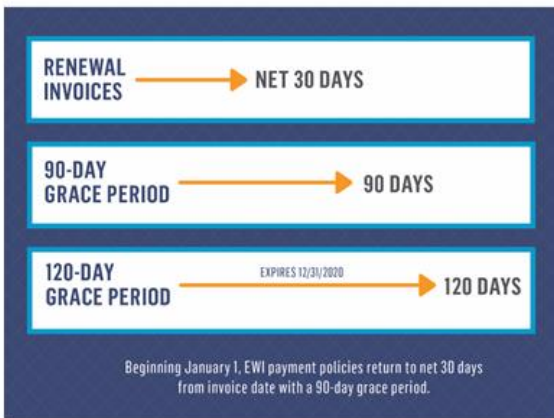 RENEWAL
INVOICES
NET 30 DAYS
90-DAY
GRACE PERIOD
90 DAYS
120-DAY
GRACE PERIOD
EXPIRES 12/31/2020
120 DAYS
Beginning January 1, EWI payment policies return to net 30 days
from invoice date with a 90-day grace period.